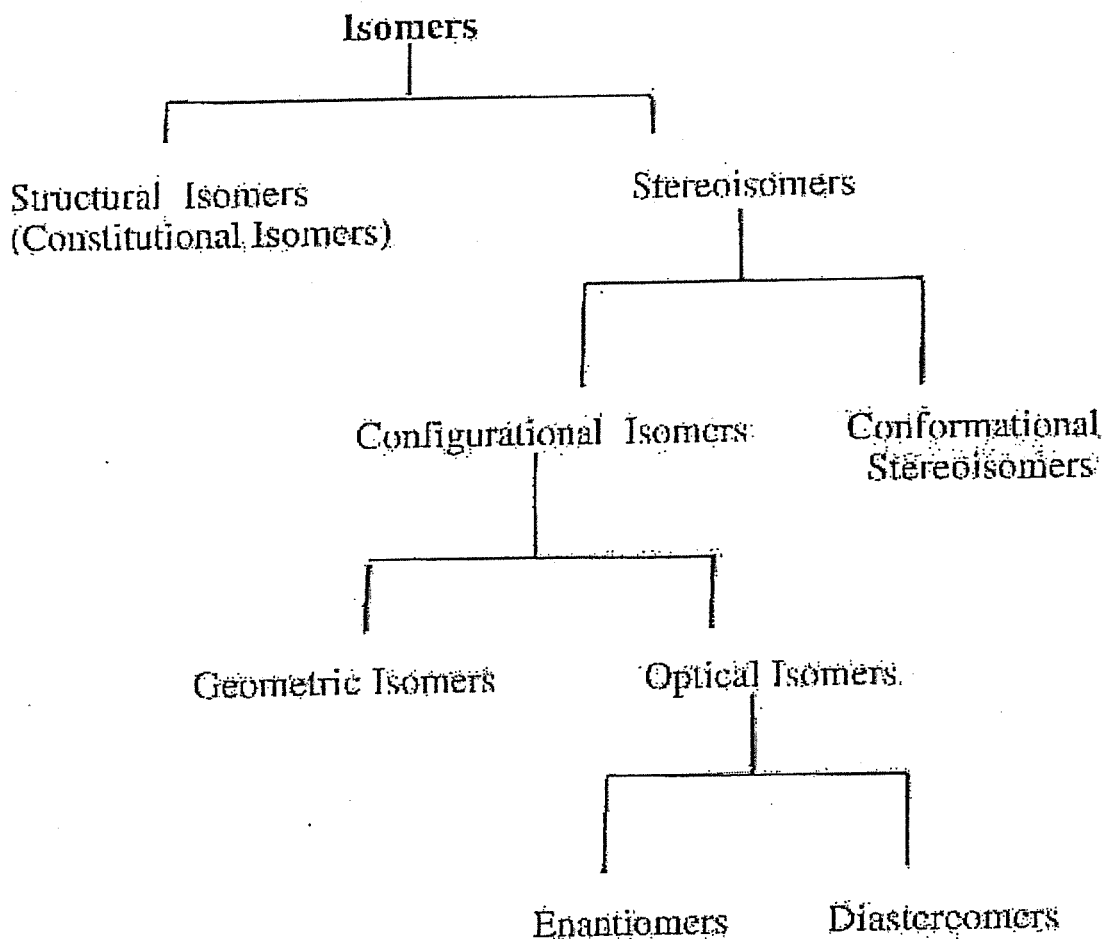 Isomers
Structural Isomers
(Constitutional Isomers)
Stereoisomers
Configurational Isomers
Conformational
Stereoisomers
Geometric Isomers
Optical Isomers
Enantiomers
Diastereomers